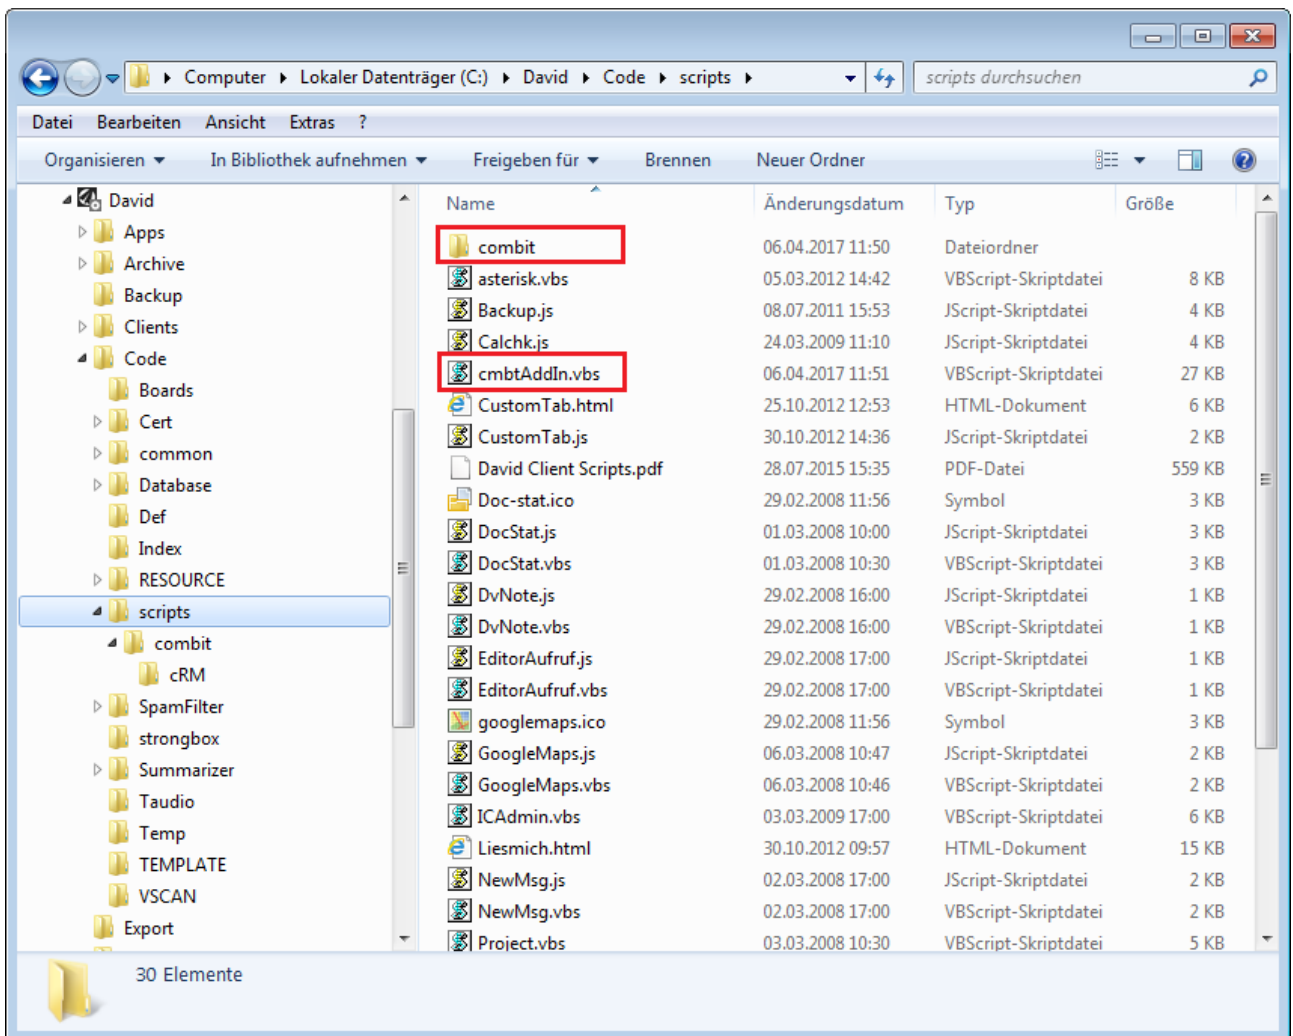 Computer Lokaler Datenträger (C:) David Code scripts scripts durchsuchen
Datei Bearbeiten Ansicht Extras ?
Organisieren In Bibliothek aufnehmen Freigeben für Brennen Neuer Ordner
David
Apps
Archive
Backup
Clients
Code
Boards
Cert
common
Database
Def
Index
RESOURCE
scripts
combit
cRM
SpamFilter
strongbox
Summarizer
Taudio
Temp
TEMPLATE
VSCAN
Export
Name Änderungsdatum Typ Größe
combit 06.04.2017 11:50 Dateiordner
asterisk.vbs 05.03.2012 14:42 VBScript-Skriptdatei 8 KB
Backup.js 08.07.2011 15:53 JScript-Skriptdatei 4 KB
Calchk.js 24.03.2009 11:10 JScript-Skriptdatei 4 KB
cmbtAddIn.vbs 06.04.2017 11:51 VBScript-Skriptdatei 27 KB
CustomTab.html 25.10.2012 12:53 HTML-Dokument 6 KB
CustomTab.js 30.10.2012 14:36 JScript-Skriptdatei 2 KB
David Client Scripts.pdf 28.07.2015 15:35 PDF-Datei 559 KB
Doc-stat.ico 29.02.2008 11:56 Symbol 3 KB
DocStat.js 01.03.2008 10:00 JScript-Skriptdatei 3 KB
DocStat.vbs 01.03.2008 10:30 VBScript-Skriptdatei 3 KB
DvNote.js 29.02.2008 16:00 JScript-Skriptdatei 1 KB
DvNote.vbs 29.02.2008 16:00 VBScript-Skriptdatei 1 KB
EditorAufruf.js 29.02.2008 17:00 JScript-Skriptdatei 1 KB
EditorAufruf.vbs 29.02.2008 17:00 VBScript-Skriptdatei 1 KB
googlemaps.ico 29.02.2008 11:56 Symbol 3 KB
GoogleMaps.js 06.03.2008 10:47 JScript-Skriptdatei 2 KB
GoogleMaps.vbs 06.03.2008 10:46 VBScript-Skriptdatei 2 KB
ICAdmin.vbs 03.03.2009 17:00 VBScript-Skriptdatei 6 KB
Liesmich.html 30.10.2012 09:57 HTML-Dokument 15 KB
NewMsg.js 02.03.2008 17:00 JScript-Skriptdatei 2 KB
NewMsg.vbs 02.03.2008 17:00 VBScript-Skriptdatei 2 KB
Project.vbs 03.03.2008 10:30 VBScript-Skriptdatei 5 KB
30 Elemente